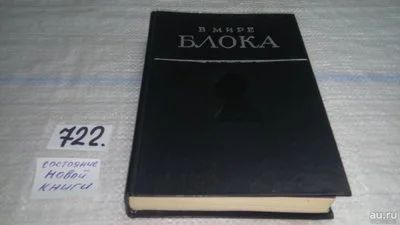 В МИРЕ
БЛОКА
722.
состояние
новой
книги
au.ru